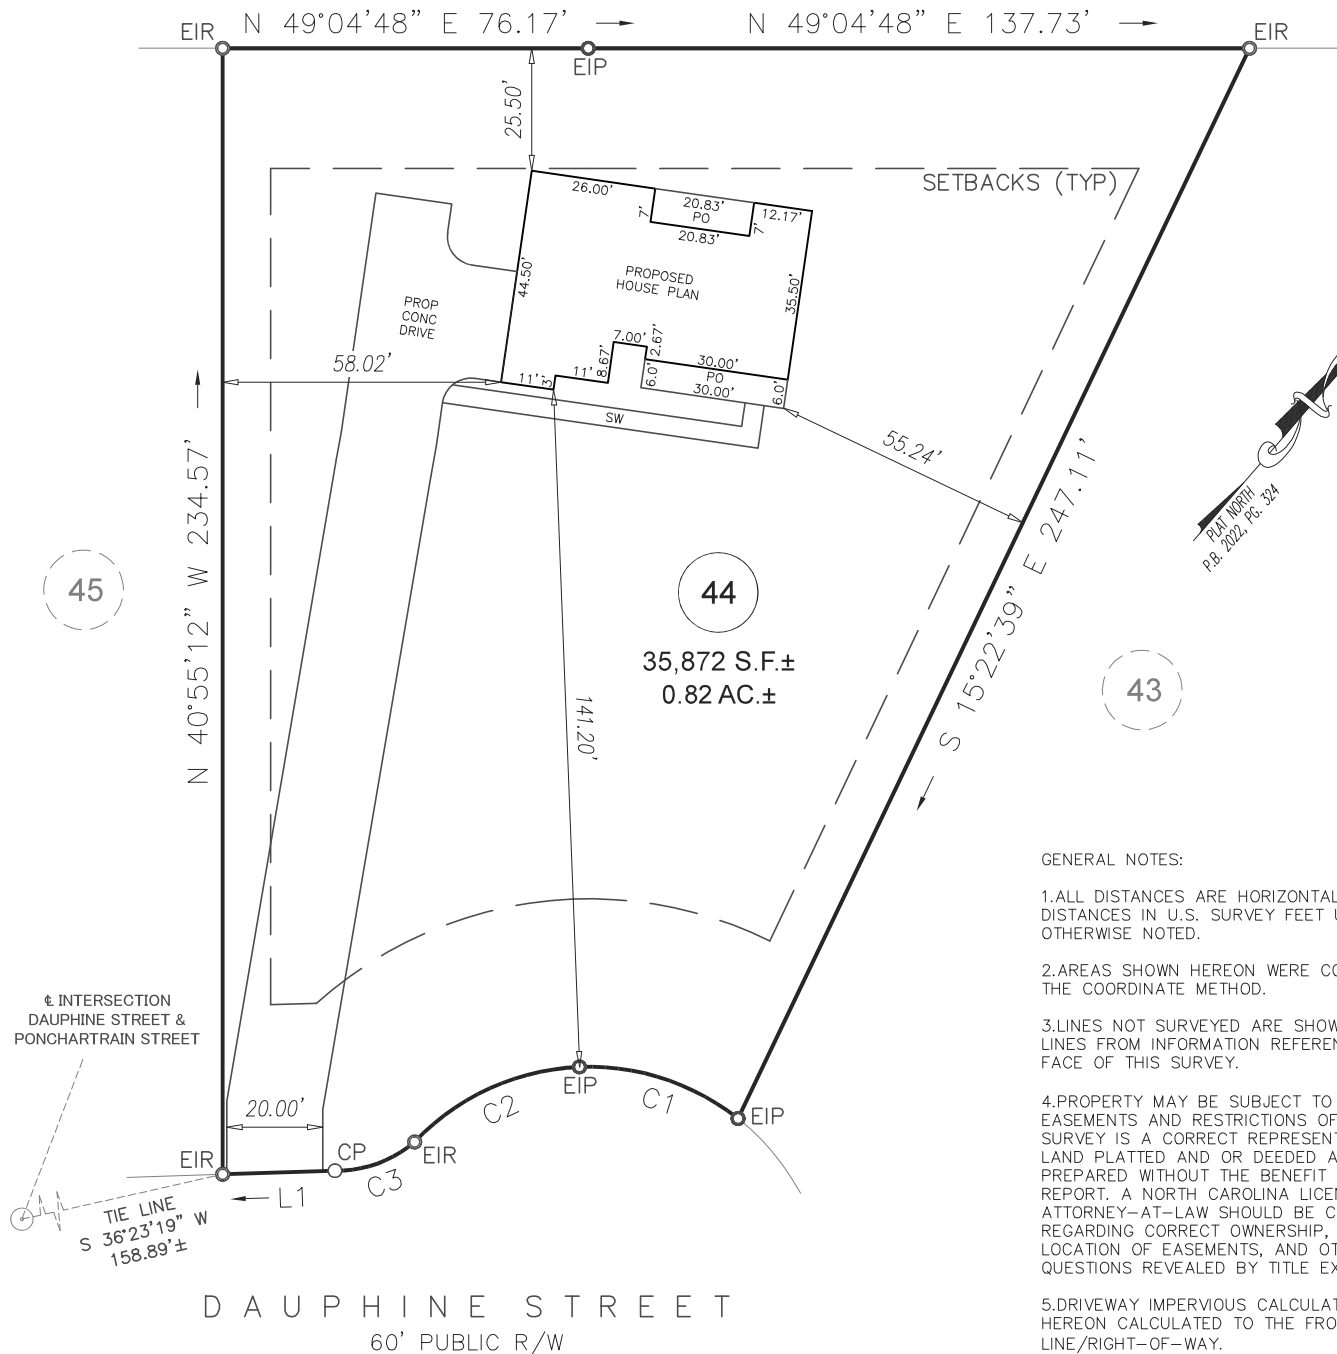 N 49°04'48" E 76.17'
N 49°04'48" E 137.73'
EIR
EIP
EIR
25.50'
SETBACKS (TYP)
26.00'
20.83'
PO
7'
7'
20.83'
12.17'
44.50'
PROPOSED
HOUSE PLAN
35.50'
PROP
CONC
DRIVE
58.02'
7.00'
2.67'
8.67'
30.00'
PO
30.00'
6.0'
6.0'
11'
3'
11'
SW
55.24'
N 40°55'12" W 234.57'
S 15°22'39" E 247.11'
PLAT NORTH
P.B. 2022, PG. 324
45
44
35,872 S.F.±
0.82 AC.±
43
141.20'
GENERAL NOTES:
1.ALL DISTANCES ARE HORIZONTAL
DISTANCES IN U.S. SURVEY FEET
OTHERWISE NOTED.
2.AREAS SHOWN HEREON WERE
THE COORDINATE METHOD.
3.LINES NOT SURVEYED ARE
LINES FROM INFORMATION
FACE OF THIS SURVEY.
4.PROPERTY MAY BE SUBJECT TO
EASEMENTS AND RESTRICTIONS OF
SURVEY IS A CORRECT
LAND PLATTED AND OR DEEDED
PREPARED WITHOUT THE BENEFIT
REPORT. A NORTH CAROLINA
ATTORNEY-AT-LAW SHOULD BE
REGARDING CORRECT OWNERSHIP,
LOCATION OF EASEMENTS, AND
QUESTIONS REVEALED BY TITLE
5.DRIVEWAY IMPERVIOUS
HEREON CALCULATED TO THE
LINE/RIGHT-OF-WAY.
℄ INTERSECTION
DAUPHINE STREET &
PONCHARTRAIN STREET
20.00'
EIR
CP
EIR
EIP
EIP
C1
C2
C3
L1
TIE LINE
S 36°23'19" W
158.89'±
DAUPHINE STREET
60' PUBLIC R/W